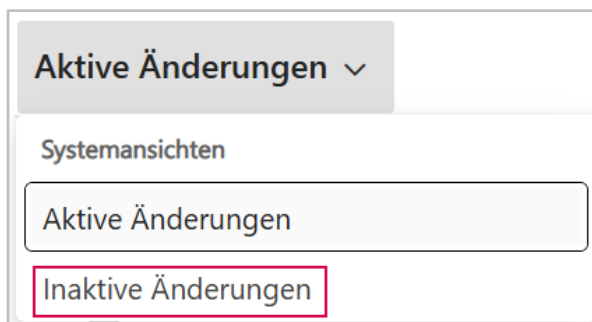 Aktive Änderungen
Systemansichten
Aktive Änderungen
Inaktive Änderungen